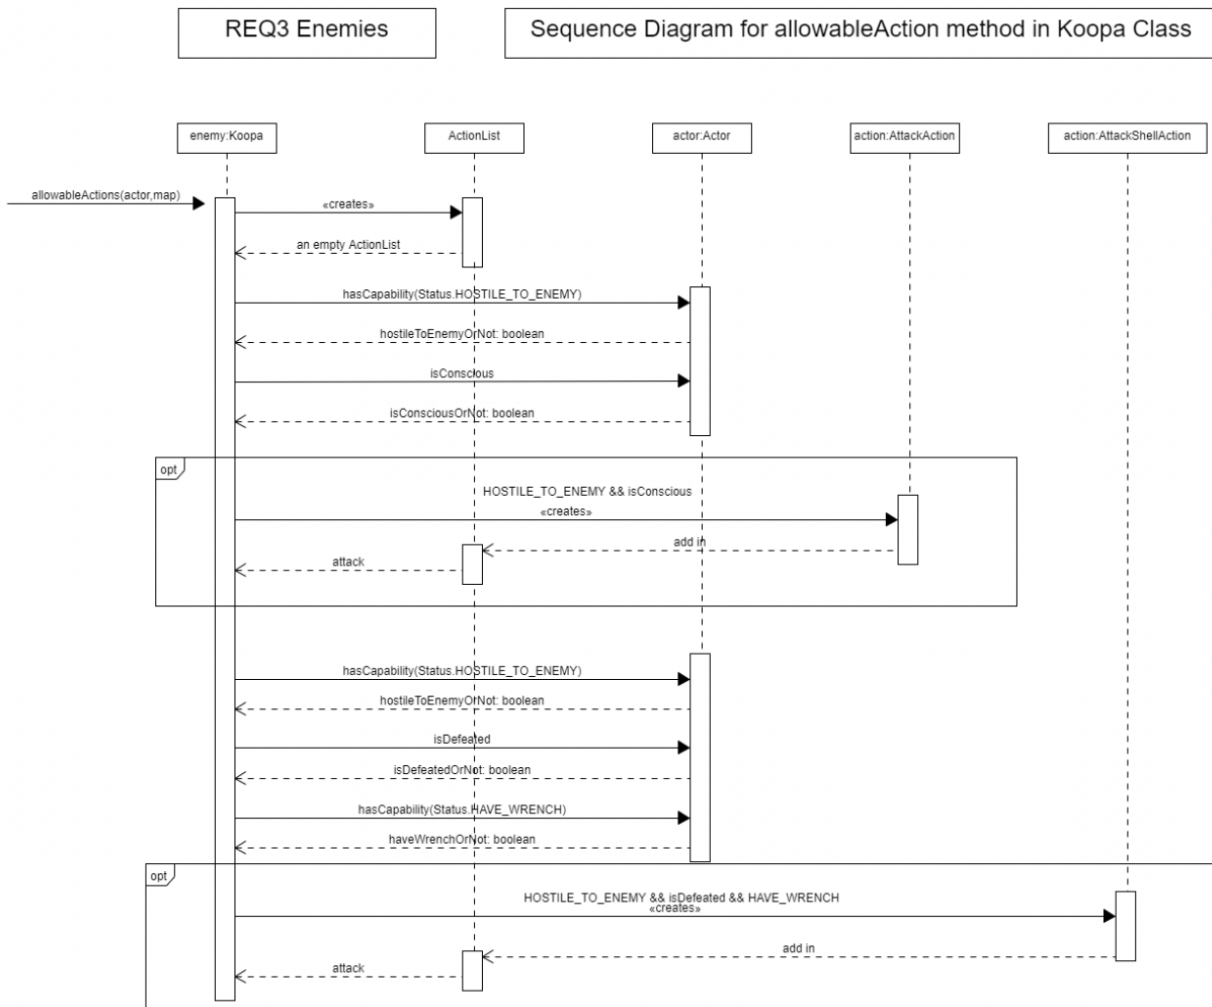 REQ3 Enemies
Sequence Diagram for allowableAction method in Koopa Class
enemy:Koopa
ActionList
actor:Actor
action:AttackAction
action:AttackShellAction
allowableActions(actor,map)
«creates»
an empty ActionList
hasCapability(Status.HOSTILE_TO_ENEMY)
hostileToEnemyOrNot: boolean
isConscious
isConsciousOrNot: boolean
opt
HOSTILE_TO_ENEMY && isConscious
«creates»
add in
attack
hasCapability(Status.HOSTILE_TO_ENEMY)
hostileToEnemyOrNot: boolean
isDefeated
isDefeatedOrNot: boolean
hasCapability(Status.HAVE_WRENCH)
haveWrenchOrNot: boolean
opt
HOSTILE_TO_ENEMY && isDefeated && HAVE_WRENCH
«creates»
add in
attack